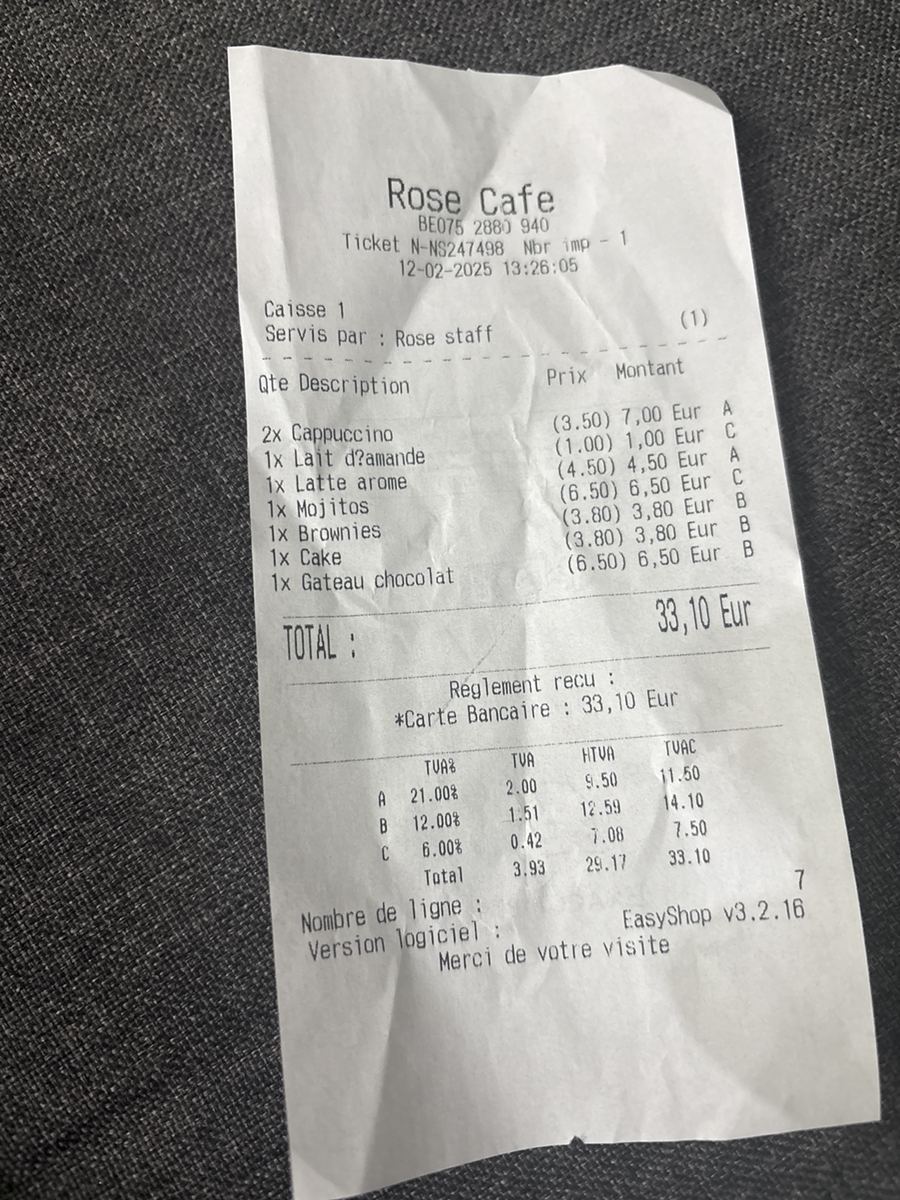 Rose Cafe
BE075 2880 940
Ticket N-NS247498 Nbr imp - 1
12-02-2025 13:26:05
Caisse 1 (1)
Servis par : Rose staff
Qte Description Prix Montant
2x Cappuccino (3.50) 7,00 Eur A
1x Lait d?amande (1.00) 1,00 Eur C
1x Latte arome (4.50) 4,50 Eur A
1x Mojitos (6.50) 6,50 Eur C
1x Brownies (3.80) 3,80 Eur B
1x Cake (3.80) 3,80 Eur B
1x Gateau chocolat (6.50) 6,50 Eur B
TOTAL : 33,10 Eur
Reglement recu :
*Carte Bancaire : 33,10 Eur
TVA% TVA HTVA TVAC
A 21.00% 2.00 9.50 11.50
B 12.00% 1.51 12.59 14.10
C 6.00% 0.42 7.08 7.50
Total 3.93 29.17 33.10
Nombre de ligne : 7
Version logiciel : EasyShop v3.2.16
Merci de votre visite